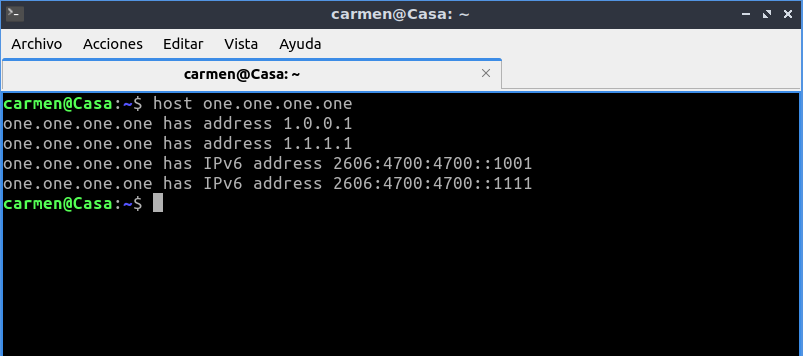 carmen@Casa: ~
Archivo Acciones Editar Vista Ayuda
carmen@Casa: ~
carmen@Casa:~$ host one.one.one.one
one.one.one.one has address 1.0.0.1
one.one.one.one has address 1.1.1.1
one.one.one.one has IPv6 address 2606:4700:4700::1001
one.one.one.one has IPv6 address 2606:4700:4700::1111
carmen@Casa:~$